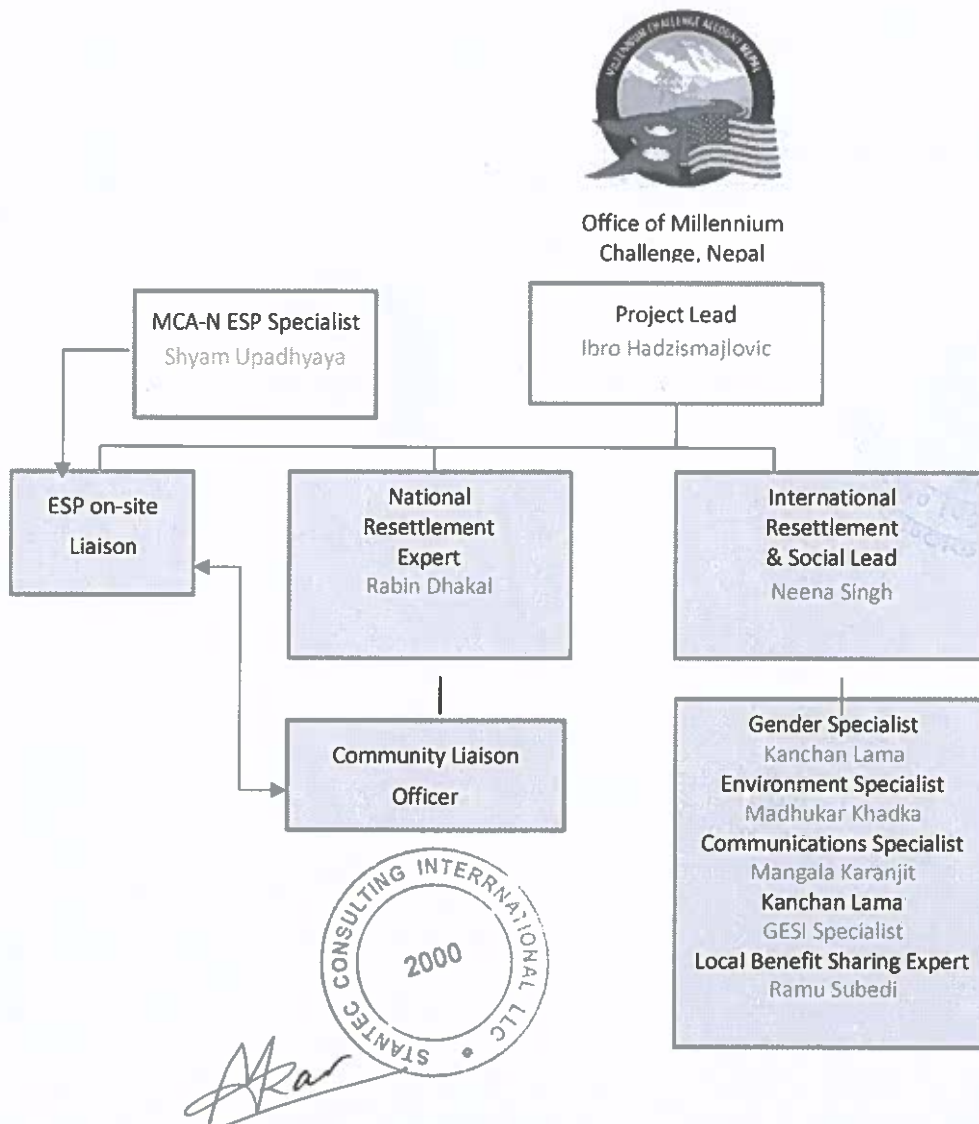 MILLENNIUM CHALLENGE ACCOUNT NEPAL
Office of Millennium
Challenge, Nepal
MCA-N ESP Specialist
Shyam Upadhyaya
Project Lead
Ibro Hadzismajlovic
ESP on-site
Liaison
National
Resettlement
Expert
Rabin Dhakal
International
Resettlement
& Social Lead
Neena Singh
Community Liaison
Officer
Gender Specialist
Kanchan Lama
Environment Specialist
Madhukar Khadka
Communications Specialist
Mangala Karanjit
Kanchan Lama
GESI Specialist
Local Benefit Sharing Expert
Ramu Subedi
STANTEC CONSULTING INTERRNATIONAL LLC
2000